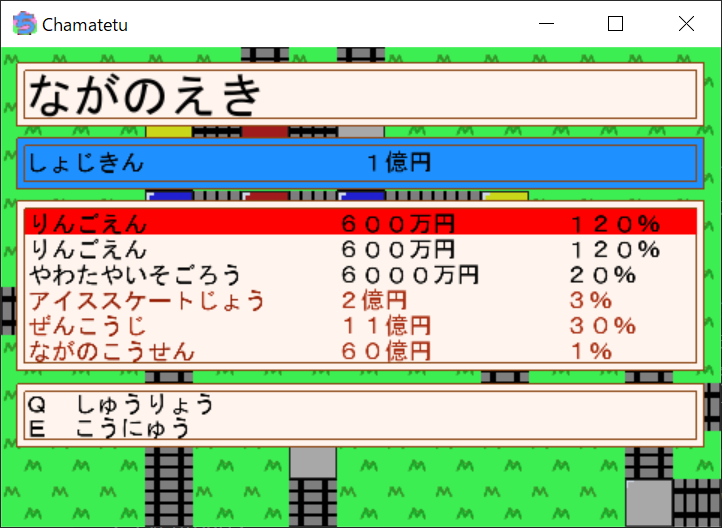 Chamatetu
ながのえき
しょじきん １億円
りんごえん ６００万円 １２０％
りんごえん ６００万円 １２０％
やわたやいそごろう ６０００万円 ２０％
アイススケートじょう ２億円 ３％
ぜんこうじ １１億円 ３０％
ながのこうせん ６０億円 １％
Q しゅうりょう
E こうにゅう